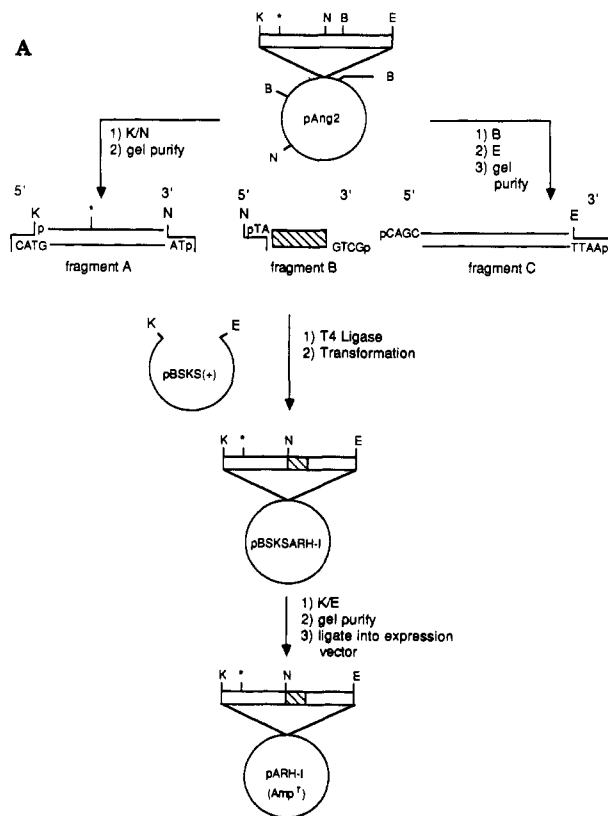 A
K * N B E
B
B
pAng2
N
1) K/N
2) gel purify
1) B
2) E
3) gel
purify
5' 3' 3' 5' 3'
K * N N E
p pTA pCAGC
CATG ATp GTCGp TTAAp
fragment A fragment B fragment C
K E
pBSKS(+)
1) T4 Ligase
2) Transformation
K * N E
pBSKSARH-I
1) K/E
2) gel purify
3) ligate into expression
vector
K * N E
pARH-I
(Amp r)